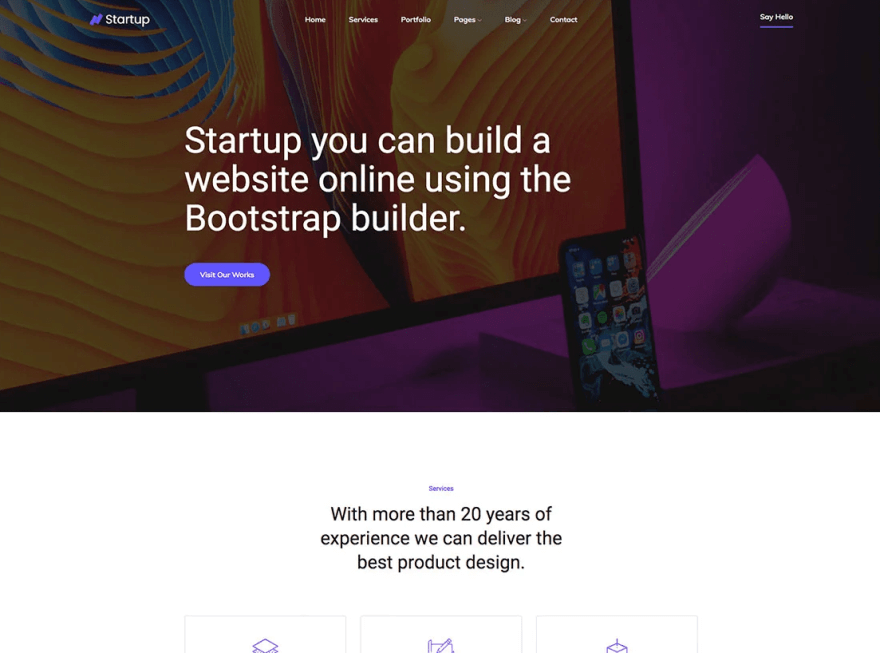 Startup
Home Services Portfolio Pages Blog Contact
Say Hello
Startup you can build a
website online using the
Bootstrap builder.
Visit Our Works
Services
With more than 20 years of
experience we can deliver the
best product design.